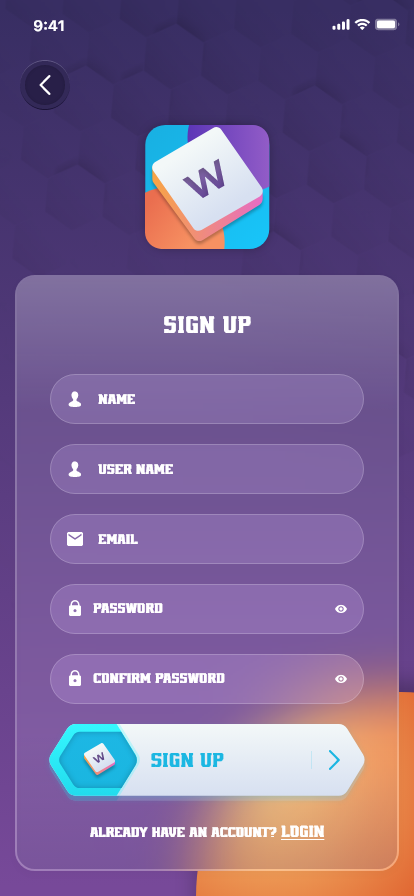 9:41
W
SIGN UP
NAME
USER NAME
EMAIL
PASSWORD
CONFIRM PASSWORD
W
SIGN UP
ALREADY HAVE AN ACCOUNT? LOGIN